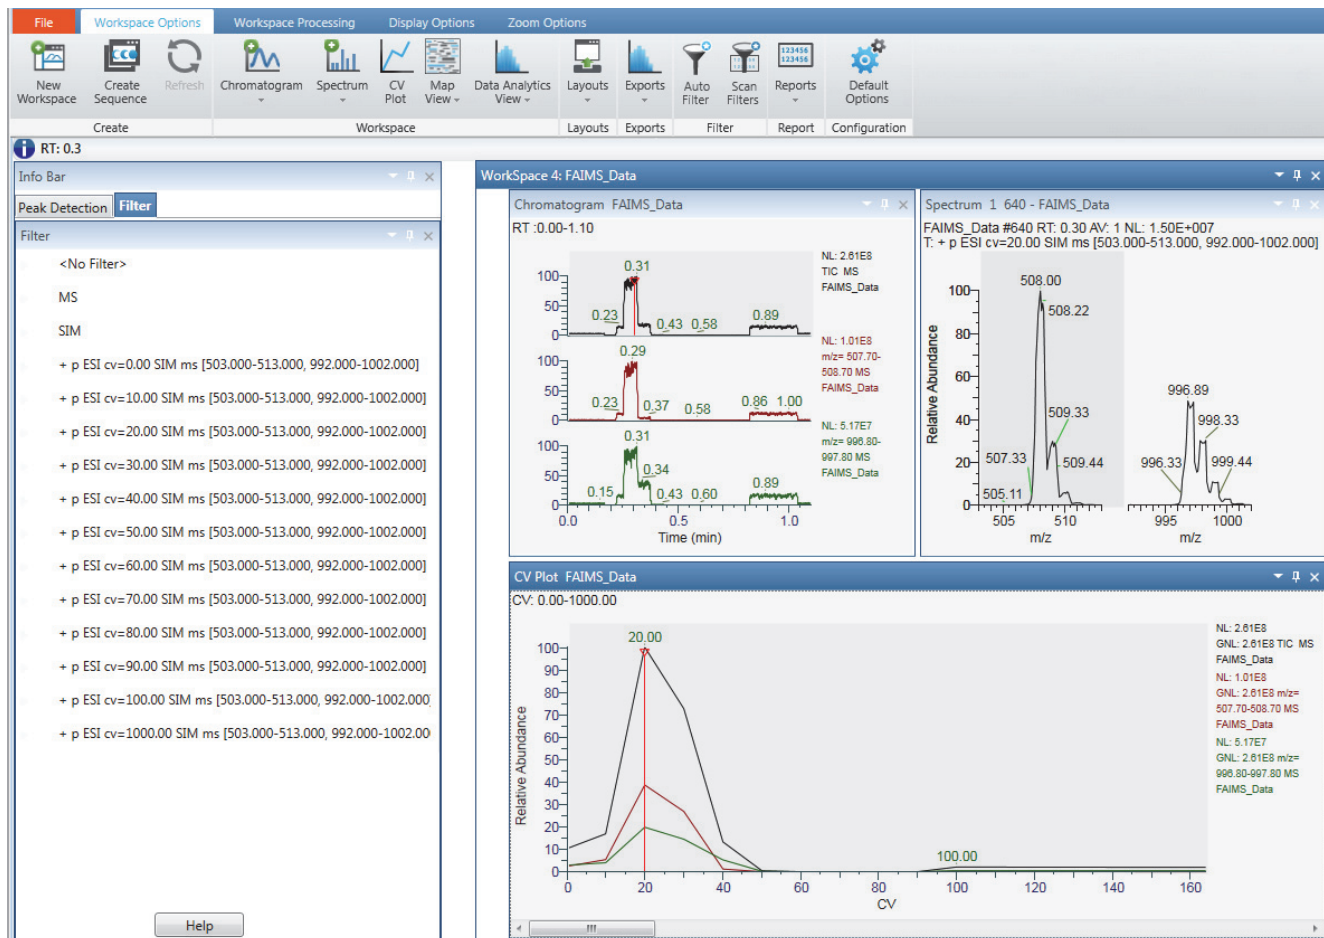 File Workspace Options Workspace Processing Display Options Zoom Options
New Workspace
Create Sequence
Refresh
Chromatogram
Spectrum
CV Plot
Map View
Data Analytics View
Layouts
Exports
Auto Filter
Scan Filters
123456
123456
Reports
Default Options
Create Workspace Layouts Exports Filter Report Configuration
RT: 0.3
Info Bar
Peak Detection Filter
Filter
<No Filter>
MS
SIM
+ p ESI cv=0.00 SIM ms [503.000-513.000, 992.000-1002.000]
+ p ESI cv=10.00 SIM ms [503.000-513.000, 992.000-1002.000]
+ p ESI cv=20.00 SIM ms [503.000-513.000, 992.000-1002.000]
+ p ESI cv=30.00 SIM ms [503.000-513.000, 992.000-1002.000]
+ p ESI cv=40.00 SIM ms [503.000-513.000, 992.000-1002.000]
+ p ESI cv=50.00 SIM ms [503.000-513.000, 992.000-1002.000]
+ p ESI cv=60.00 SIM ms [503.000-513.000, 992.000-1002.000]
+ p ESI cv=70.00 SIM ms [503.000-513.000, 992.000-1002.000]
+ p ESI cv=80.00 SIM ms [503.000-513.000, 992.000-1002.000]
+ p ESI cv=90.00 SIM ms [503.000-513.000, 992.000-1002.000]
+ p ESI cv=100.00 SIM ms [503.000-513.000, 992.000-1002.000]
+ p ESI cv=1000.00 SIM ms [503.000-513.000, 992.000-1002.00
Help
WorkSpace 4: FAIMS_Data
Chromatogram FAIMS_Data
RT :0.00-1.10
100 50 0
0.23 0.31 0.43 0.58 0.89
NL: 2.61E8
TIC MS
FAIMS_Data
100 50 0
0.23 0.29 0.37 0.58 0.86 1.00
NL: 1.01E8
m/z= 507.70-
508.70 MS
FAIMS_Data
100 50 0
0.15 0.31 0.34 0.43 0.60 0.89
NL: 5.17E7
m/z= 996.80-
997.80 MS
FAIMS_Data
0.0 0.5 1.0
Time (min)
Spectrum 1 640 - FAIMS_Data
FAIMS_Data #640 RT: 0.30 AV: 1 NL: 1.50E+007
T: + p ESI cv=20.00 SIM ms [503.000-513.000, 992.000-1002.000]
Relative Abundance
100 80 60 40 20 0
508.00
508.22
509.33
507.33
509.44
505.11
996.89
998.33
996.33
999.44
505 510
995 1000
m/z m/z
CV Plot FAIMS_Data
CV: 0.00-1000.00
Relative Abundance
100 90 80 70 60 50 40 30 20 10 0
20.00
100.00
0 20 40 60 80 100 120 140 160
CV
NL: 2.61E8
GNL: 2.61E8 TIC MS
FAIMS_Data
NL: 1.01E8
GNL: 2.61E8 m/z=
507.70-508.70 MS
FAIMS_Data
NL: 5.17E7
GNL: 2.61E8 m/z=
996.80-997.80 MS
FAIMS_Data